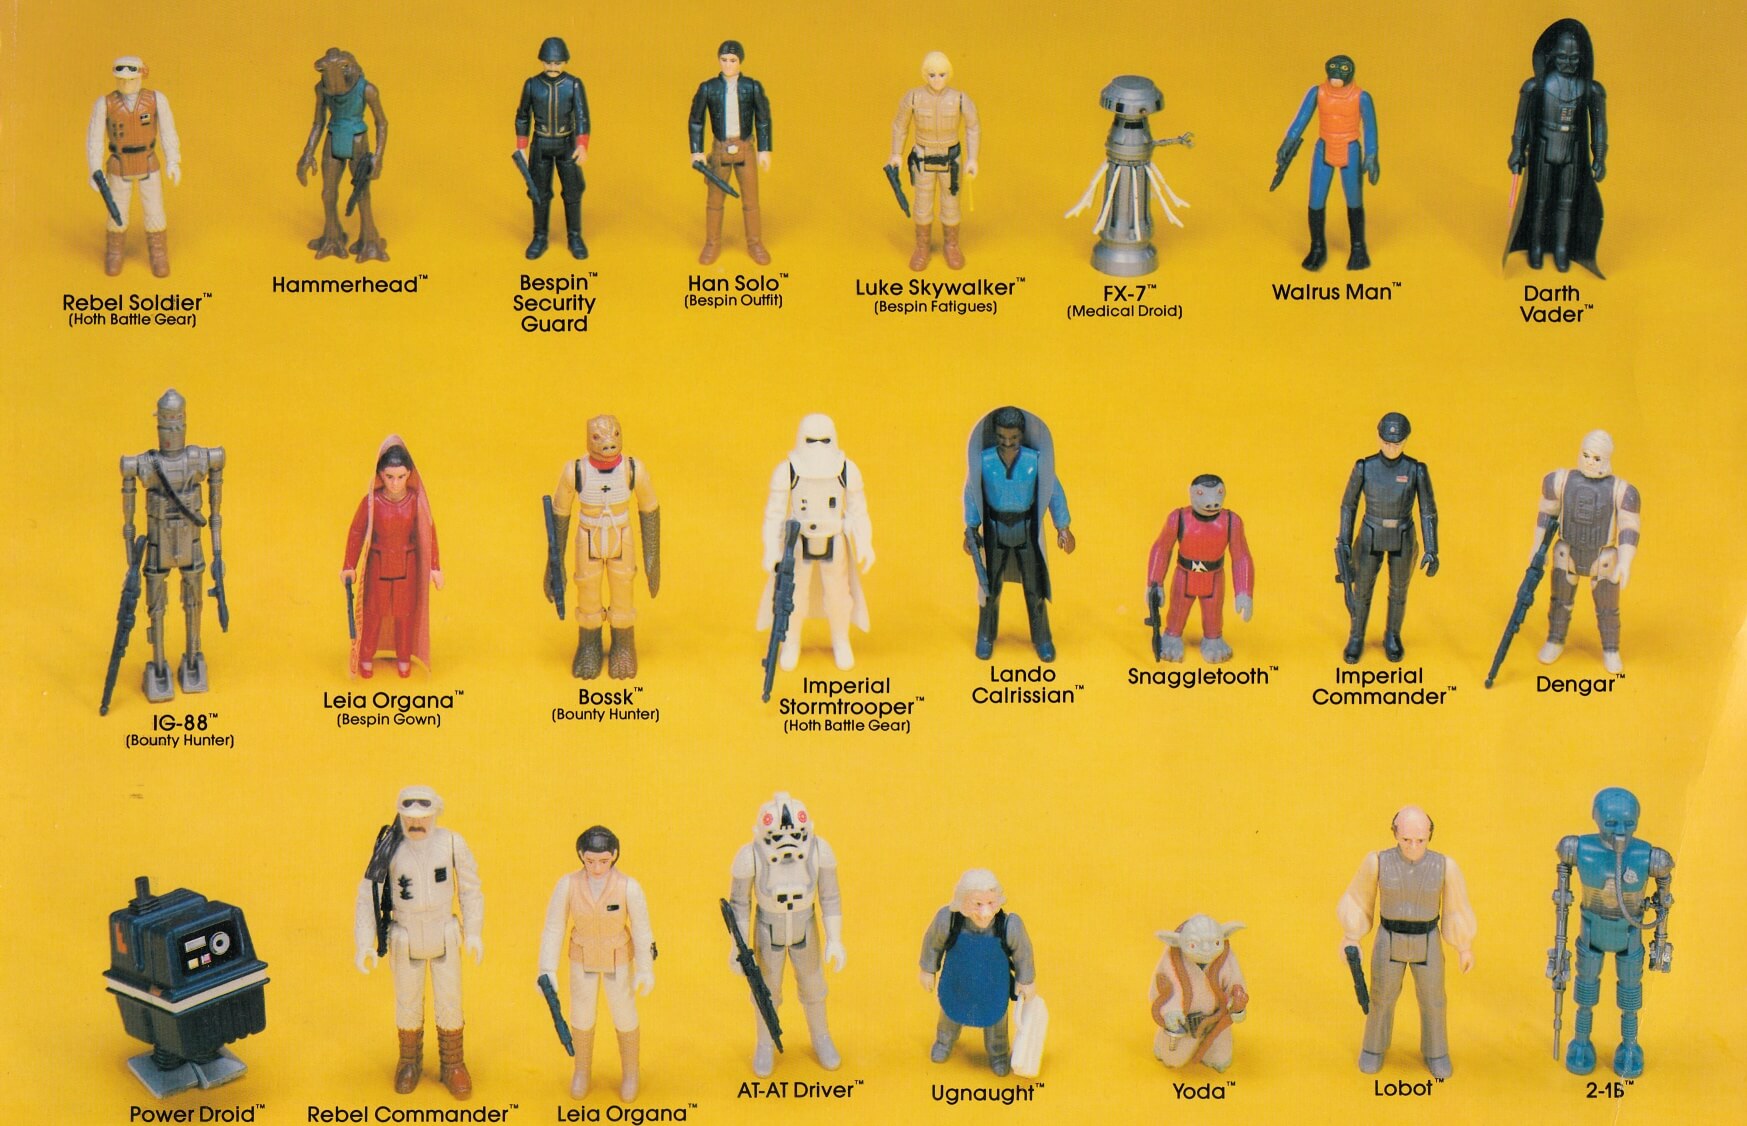 Rebel Soldier™
(Hoth Battle Gear)
Hammerhead™
Bespin™
Security
Guard
Han Solo™
(Bespin Outfit)
Luke Skywalker™
(Bespin Fatigues)
FX-7™
(Medical Droid)
Walrus Man™
Darth
Vader™
IG-88™
(Bounty Hunter)
Leia Organa™
(Bespin Gown)
Bossk™
(Bounty Hunter)
Imperial
Stormtrooper™
(Hoth Battle Gear)
Lando
Calrissian™
Snaggletooth™
Imperial
Commander™
Dengar™
Power Droid™
Rebel Commander™
Leia Organa™
AT-AT Driver™
Ugnaught™
Yoda™
Lobot™
2-1B™